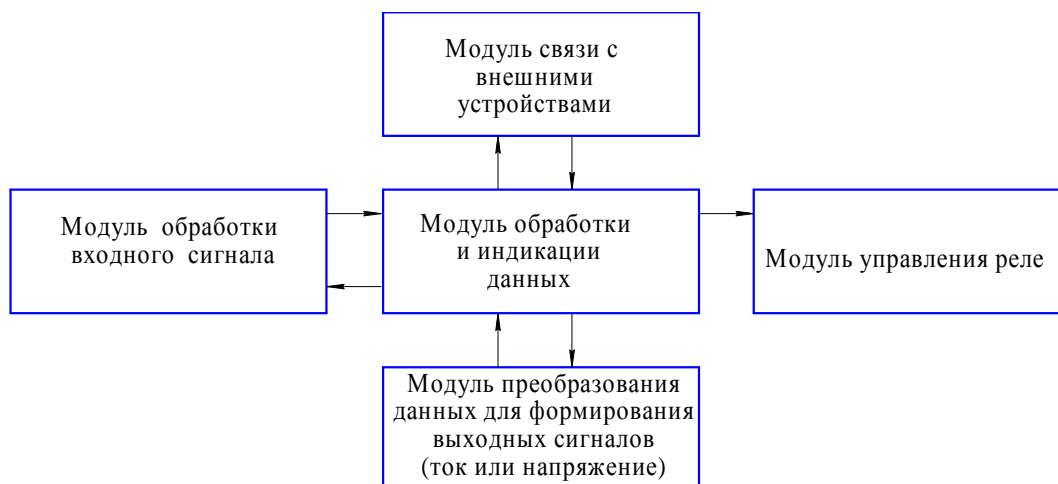 Модуль связи с
внешними
устройствами
Модуль обработки
входного сигнала
Модуль обработки
и индикации
данных
Модуль управления реле
Модуль преобразования
данных для формирования
выходных сигналов
(ток или напряжение)